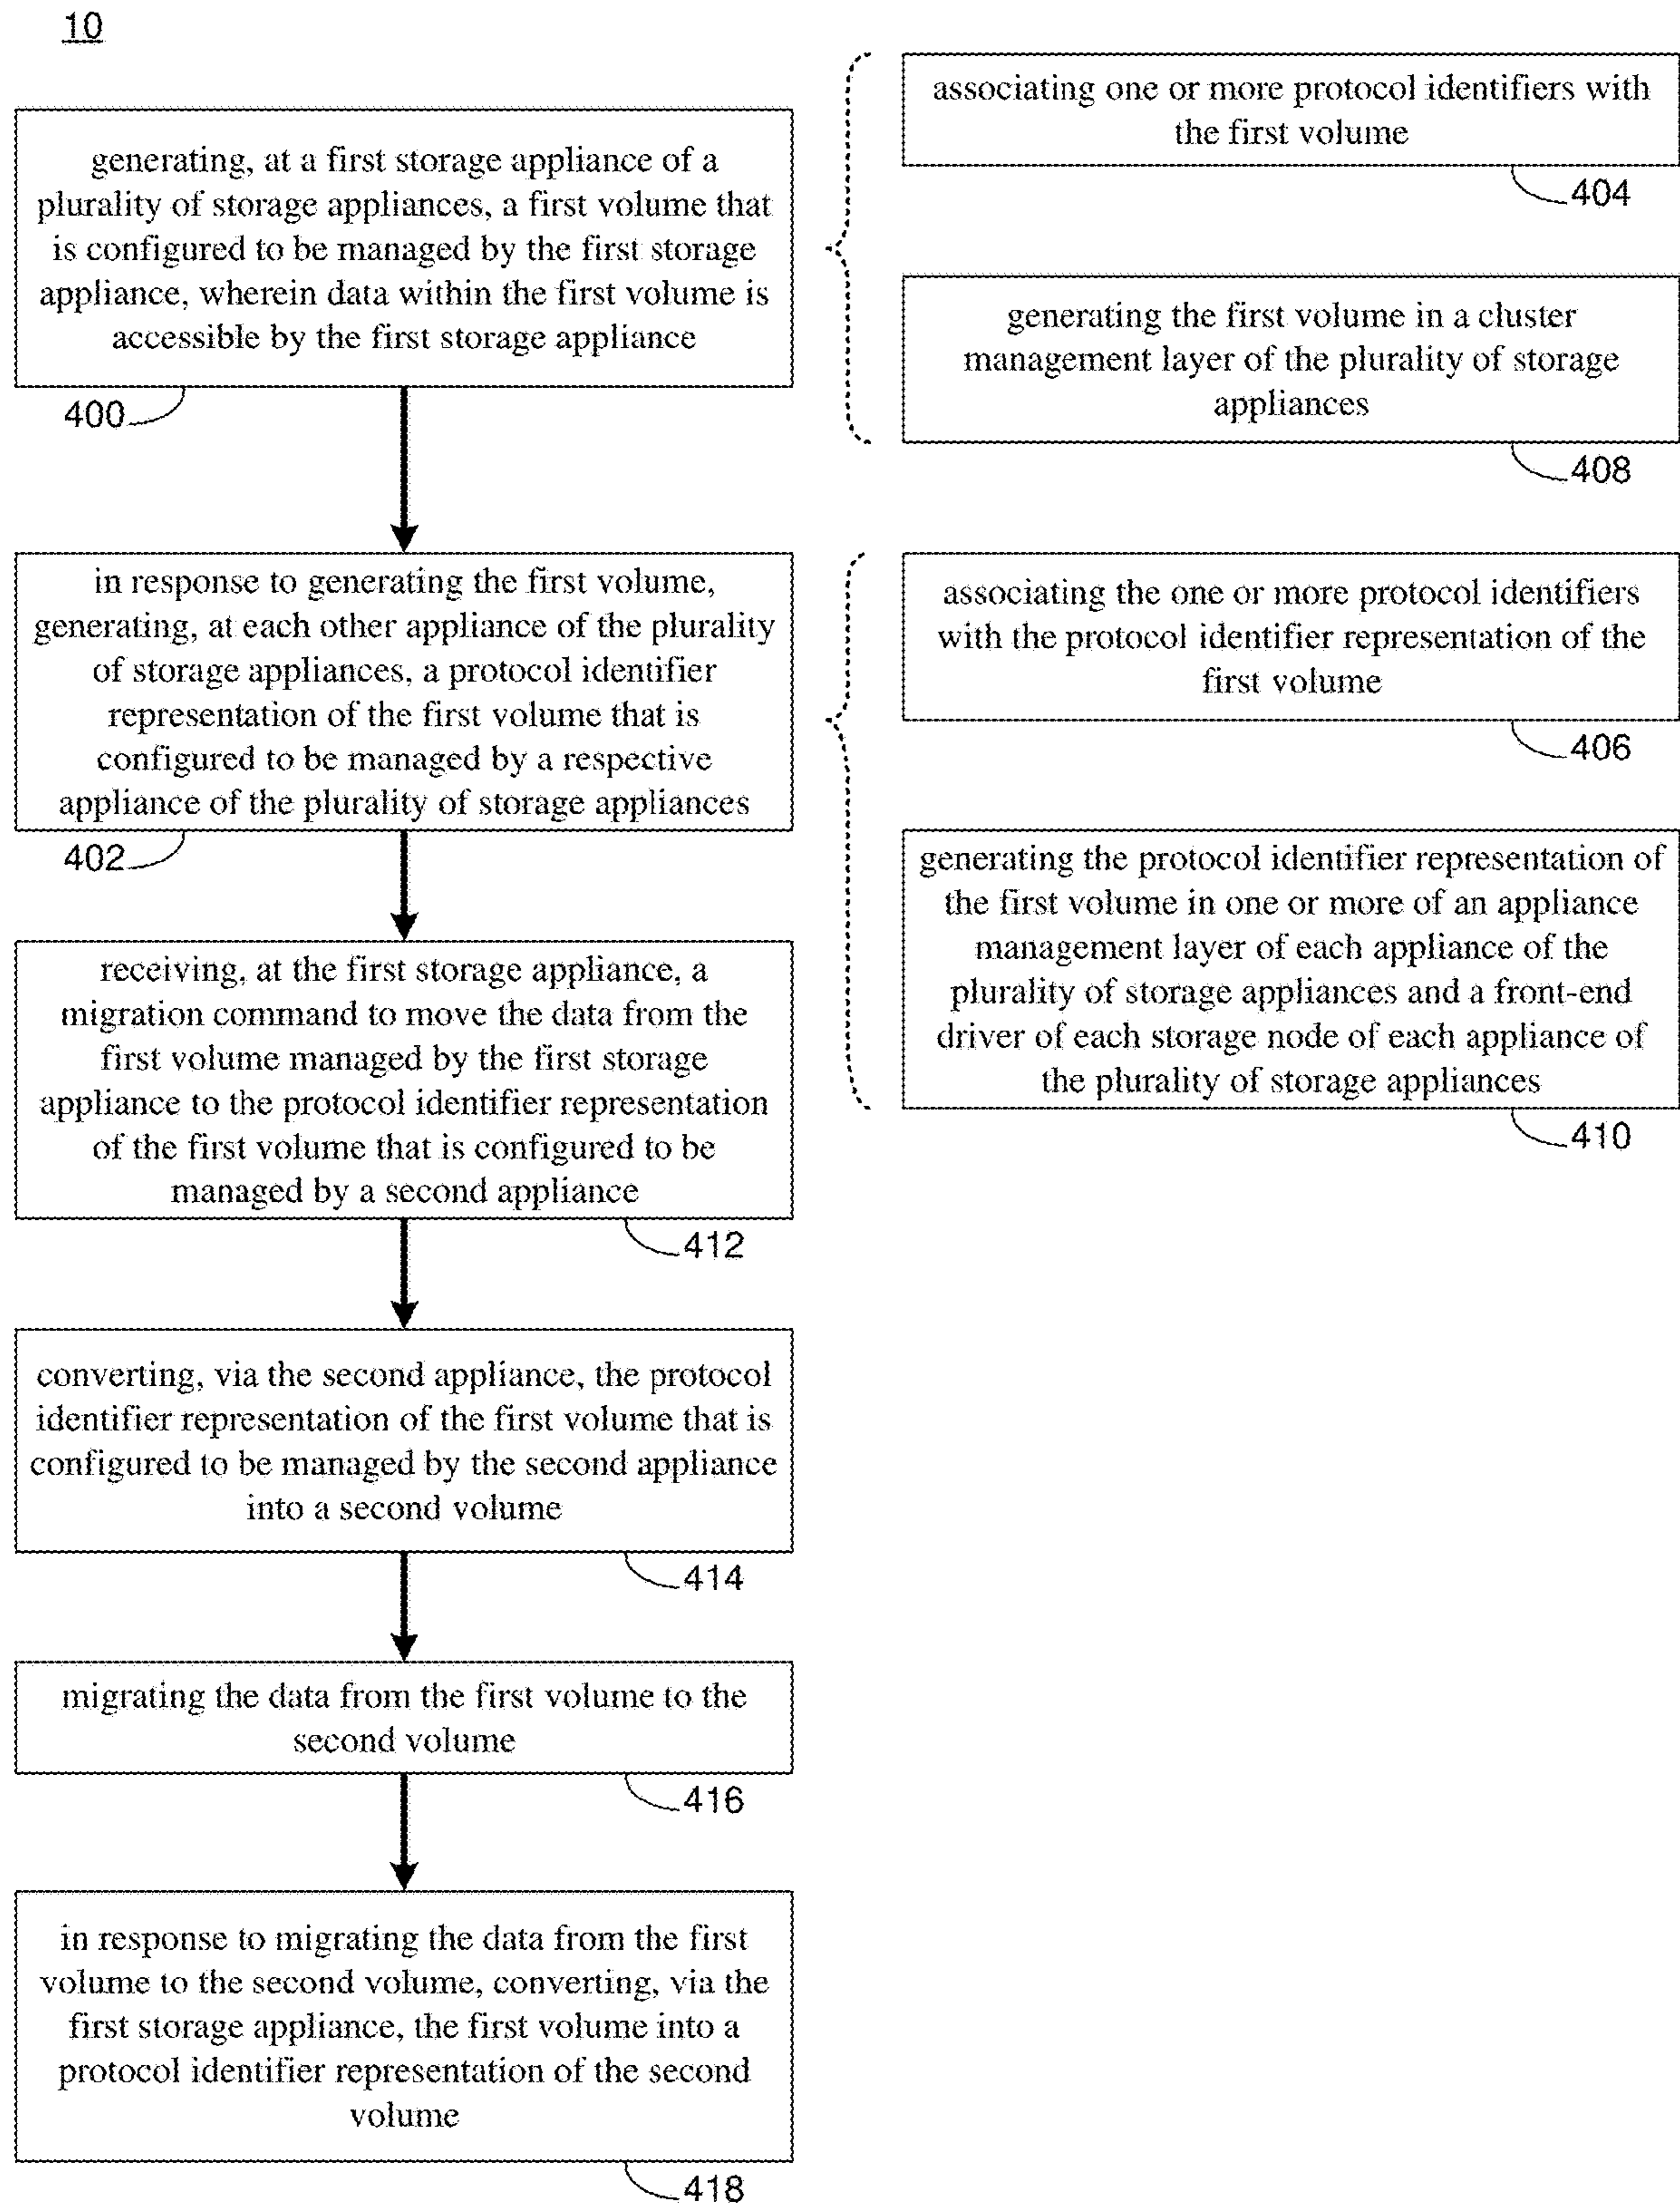 10
generating, at a first storage appliance of a
plurality of storage appliances, a first volume that
is configured to be managed by the first storage
appliance, wherein data within the first volume is
accessible by the first storage appliance
400
associating one or more protocol identifiers with
the first volume
404
generating the first volume in a cluster
management layer of the plurality of storage
appliances
408
in response to generating the first volume,
generating, at each other appliance of the plurality
of storage appliances, a protocol identifier
representation of the first volume that is
configured to be managed by a respective
appliance of the plurality of storage appliances
402
associating the one or more protocol identifiers
with the protocol identifier representation of the
first volume
406
generating the protocol identifier representation of
the first volume in one or more of an appliance
management layer of each appliance of the
plurality of storage appliances and a front-end
driver of each storage node of each appliance of
the plurality of storage appliances
410
receiving, at the first storage appliance, a
migration command to move the data from the
first volume managed by the first storage
appliance to the protocol identifier representation
of the first volume that is configured to be
managed by a second appliance
412
converting, via the second appliance, the protocol
identifier representation of the first volume that is
configured to be managed by the second appliance
into a second volume
414
migrating the data from the first volume to the
second volume
416
in response to migrating the data from the first
volume to the second volume, converting, via the
first storage appliance, the first volume into a
protocol identifier representation of the second
volume
418